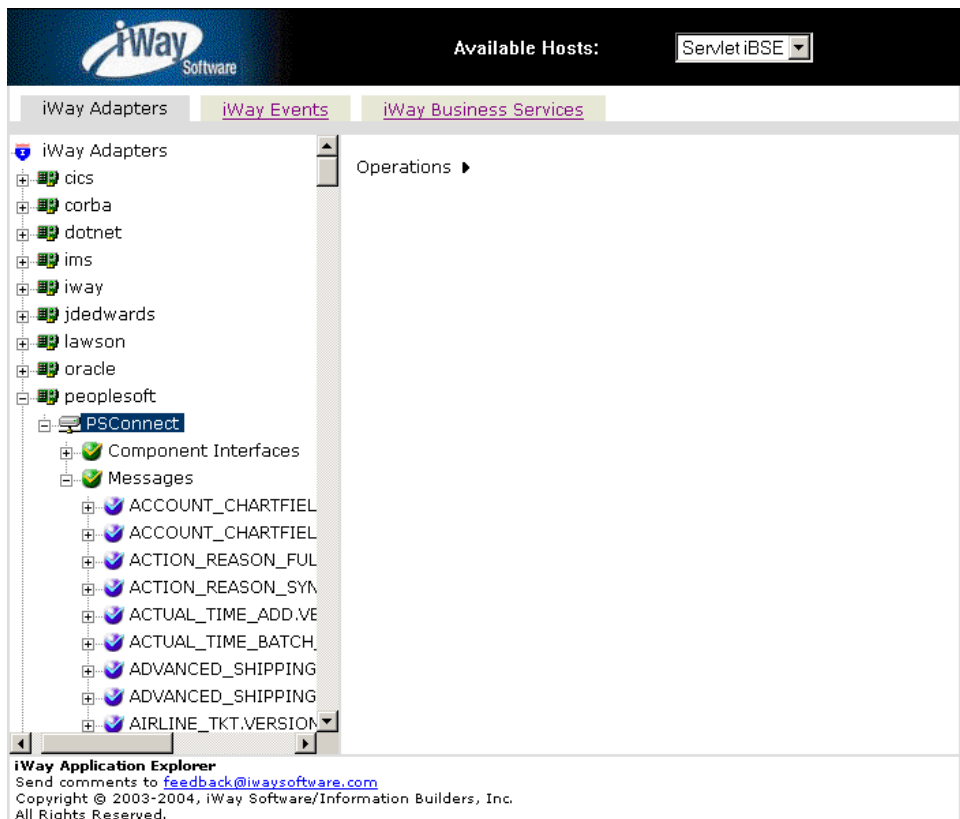 iWay
Software
Available Hosts:
Servlet iBSE
iWay Adapters
iWay Events
iWay Business Services
iWay Adapters
cics
corba
dotnet
ims
iway
jdedwards
lawson
oracle
peoplesoft
PSConnect
Component Interfaces
Messages
ACCOUNT_CHARTFIEL
ACCOUNT_CHARTFIEL
ACTION_REASON_FUL
ACTION_REASON_SYN
ACTUAL_TIME_ADD.VE
ACTUAL_TIME_BATCH_
ADVANCED_SHIPPING
ADVANCED_SHIPPING
AIRLINE_TKT.VERSION
Operations
iWay Application Explorer
Send comments to feedback@iwaysoftware.com
Copyright © 2003-2004, iWay Software/Information Builders, Inc.
All Rights Reserved.